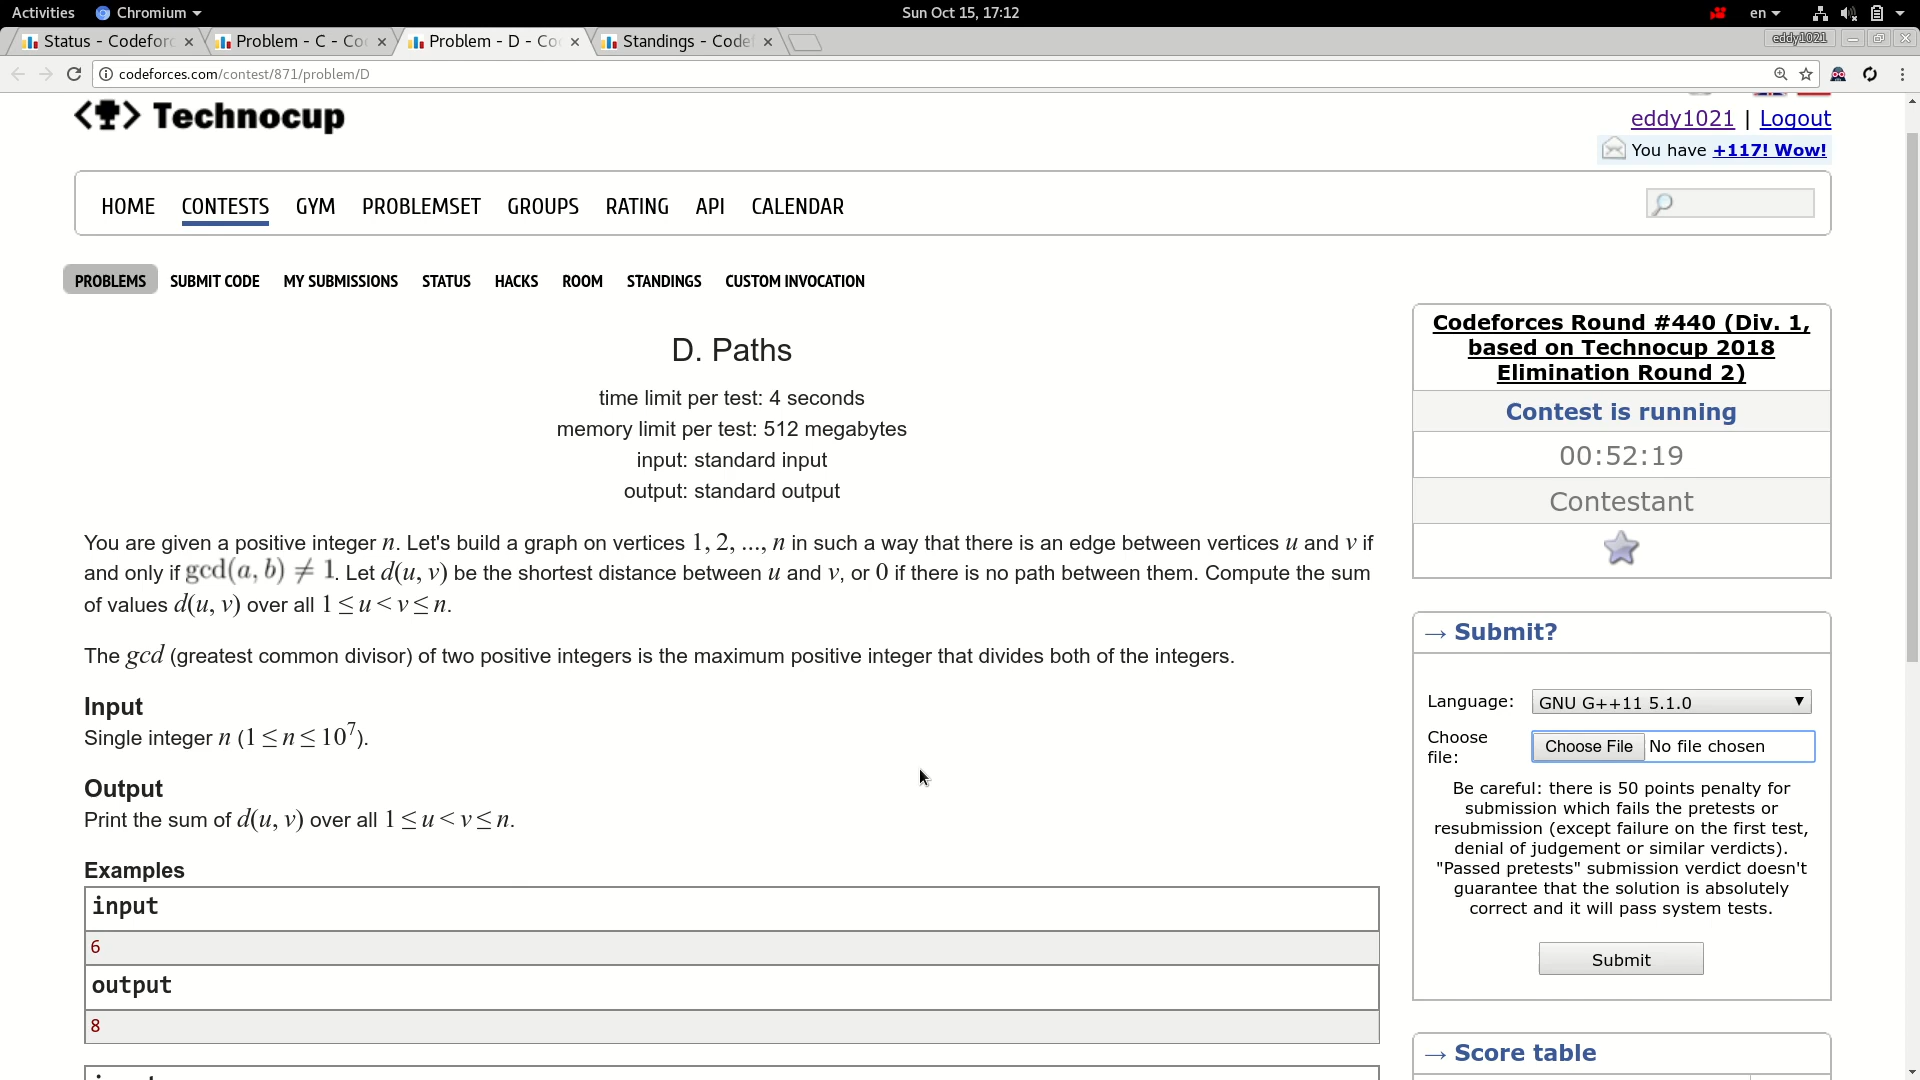 Activities Chromium Sun Oct 15, 17:12 en
Status - Codeforc Problem - C - Co Problem - D - Co Standings - Codef eddy1021
codeforces.com/contest/871/problem/D
Technocup
eddy1021 | Logout
You have +117! Wow!
HOME CONTESTS GYM PROBLEMSET GROUPS RATING API CALENDAR
PROBLEMS SUBMIT CODE MY SUBMISSIONS STATUS HACKS ROOM STANDINGS CUSTOM INVOCATION
D. Paths
time limit per test: 4 seconds
memory limit per test: 512 megabytes
input: standard input
output: standard output
You are given a positive integer n. Let's build a graph on vertices 1, 2, ..., n in such a way that there is an edge between vertices u and v if
and only if gcd(a, b) ≠ 1. Let d(u, v) be the shortest distance between u and v, or 0 if there is no path between them. Compute the sum
of values d(u, v) over all 1 ≤ u < v ≤ n.
The gcd (greatest common divisor) of two positive integers is the maximum positive integer that divides both of the integers.
Input
Single integer n (1 ≤ n ≤ 10^7).
Output
Print the sum of d(u, v) over all 1 ≤ u < v ≤ n.
Examples
input
6
output
8
Codeforces Round #440 (Div. 1,
based on Technocup 2018
Elimination Round 2)
Contest is running
00:52:19
Contestant
→ Submit?
Language: GNU G++11 5.1.0
Choose
file: Choose File No file chosen
Be careful: there is 50 points penalty for
submission which fails the pretests or
resubmission (except failure on the first test,
denial of judgement or similar verdicts).
"Passed pretests" submission verdict doesn't
guarantee that the solution is absolutely
correct and it will pass system tests.
Submit
→ Score table